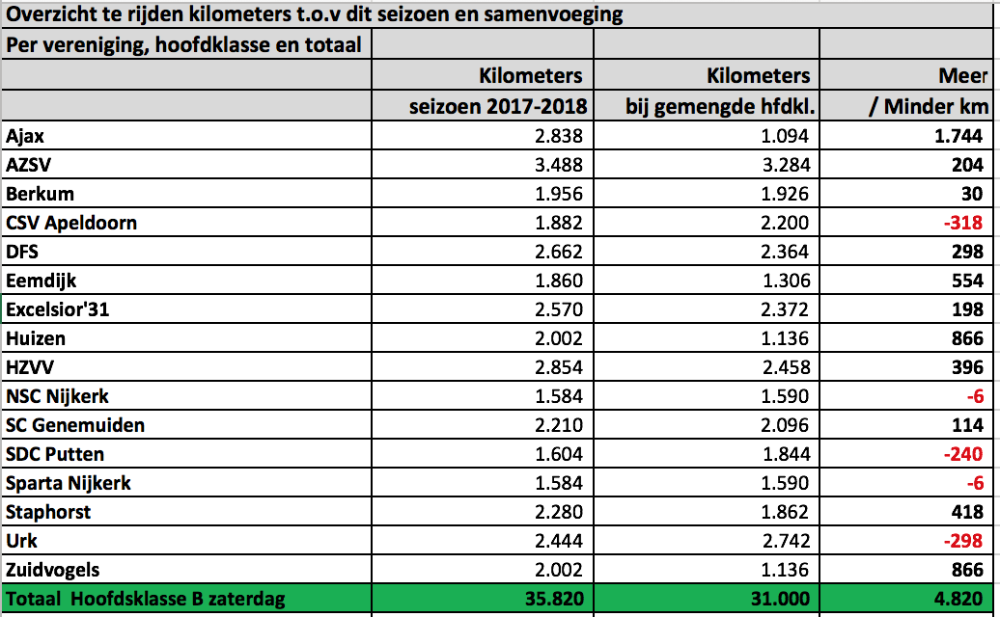 Overzicht te rijden kilometers t.o.v dit seizoen en samenvoeging
Per vereniging, hoofdklasse en totaal
Kilometers Kilometers Meer
seizoen 2017-2018 bij gemengde hfdkl. / Minder km
Ajax 2.838 1.094 1.744
AZSV 3.488 3.284 204
Berkum 1.956 1.926 30
CSV Apeldoorn 1.882 2.200 -318
DFS 2.662 2.364 298
Eemdijk 1.860 1.306 554
Excelsior'31 2.570 2.372 198
Huizen 2.002 1.136 866
HZVV 2.854 2.458 396
NSC Nijkerk 1.584 1.590 -6
SC Genemuiden 2.210 2.096 114
SDC Putten 1.604 1.844 -240
Sparta Nijkerk 1.584 1.590 -6
Staphorst 2.280 1.862 418
Urk 2.444 2.742 -298
Zuidvogels 2.002 1.136 866
Totaal Hoofdsklasse B zaterdag 35.820 31.000 4.820